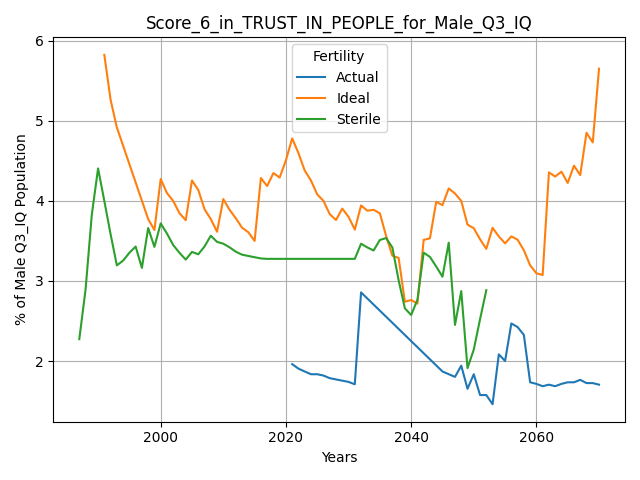 Score_6_in_TRUST_IN_PEOPLE_for_Male_Q3_IQ
Fertility
Actual
Ideal
Sterile
% of Male Q3_IQ Population
6
5
4
3
2
2000
2020
2040
2060
Years